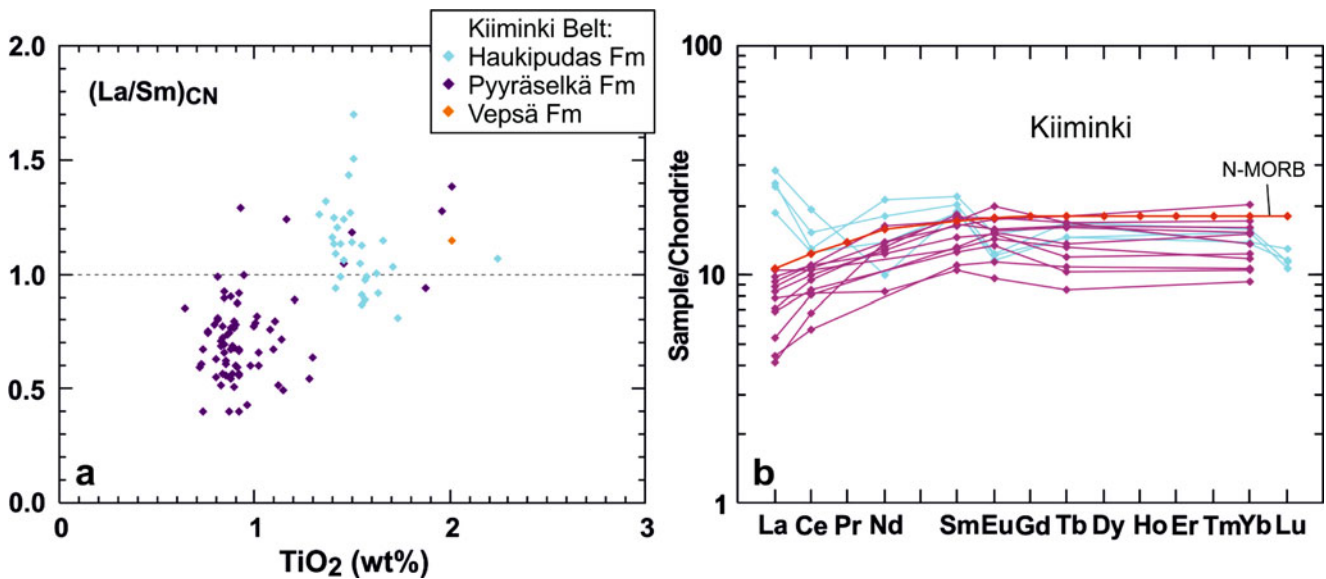 (La/Sm)CN
Kiiminki Belt:
Haukipudas Fm
Pyyräselkä Fm
Vepsä Fm
2.0
1.5
1.0
0.5
0.0
0
1
2
3
TiO2 (wt%)
a
Sample/Chondrite
100
10
1
Kiiminki
N-MORB
b
La Ce Pr Nd Sm Eu Gd Tb Dy Ho Er Tm Yb Lu